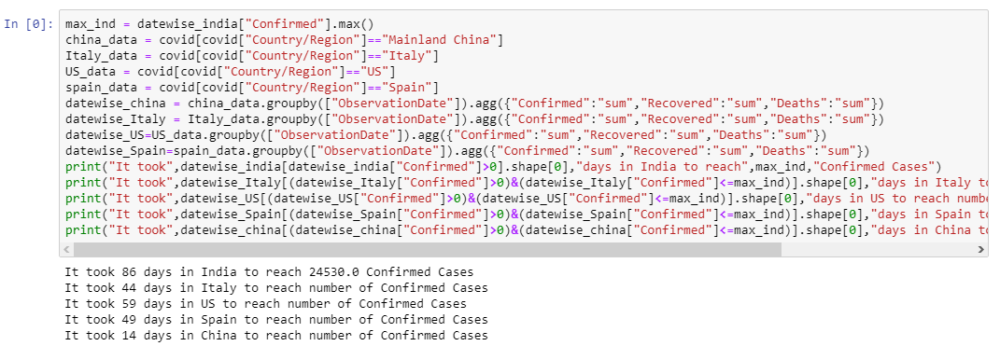 In [0]:
max_ind = datewise_india["Confirmed"].max()
china_data = covid[covid["Country/Region"]=="Mainland China"]
Italy_data = covid[covid["Country/Region"]=="Italy"]
US_data = covid[covid["Country/Region"]=="US"]
spain_data = covid[covid["Country/Region"]=="Spain"]
datewise_china = china_data.groupby(["ObservationDate"]).agg({"Confirmed":"sum","Recovered":"sum","Deaths":"sum"})
datewise_Italy = Italy_data.groupby(["ObservationDate"]).agg({"Confirmed":"sum","Recovered":"sum","Deaths":"sum"})
datewise_US=US_data.groupby(["ObservationDate"]).agg({"Confirmed":"sum","Recovered":"sum","Deaths":"sum"})
datewise_Spain=spain_data.groupby(["ObservationDate"]).agg({"Confirmed":"sum","Recovered":"sum","Deaths":"sum"})
print("It took",datewise_india[datewise_india["Confirmed"]>0].shape[0],"days in India to reach",max_ind,"Confirmed Cases")
print("It took",datewise_Italy[(datewise_Italy["Confirmed"]>0)&(datewise_Italy["Confirmed"]<=max_ind)].shape[0],"days in Italy to
print("It took",datewise_US[(datewise_US["Confirmed"]>0)&(datewise_US["Confirmed"]<=max_ind)].shape[0],"days in US to reach numbe
print("It took",datewise_Spain[(datewise_Spain["Confirmed"]>0)&(datewise_Spain["Confirmed"]<=max_ind)].shape[0],"days in Spain to
print("It took",datewise_china[(datewise_china["Confirmed"]>0)&(datewise_china["Confirmed"]<=max_ind)].shape[0],"days in China to
It took 86 days in India to reach 24530.0 Confirmed Cases
It took 44 days in Italy to reach number of Confirmed Cases
It took 59 days in US to reach number of Confirmed Cases
It took 49 days in Spain to reach number of Confirmed Cases
It took 14 days in China to reach number of Confirmed Cases